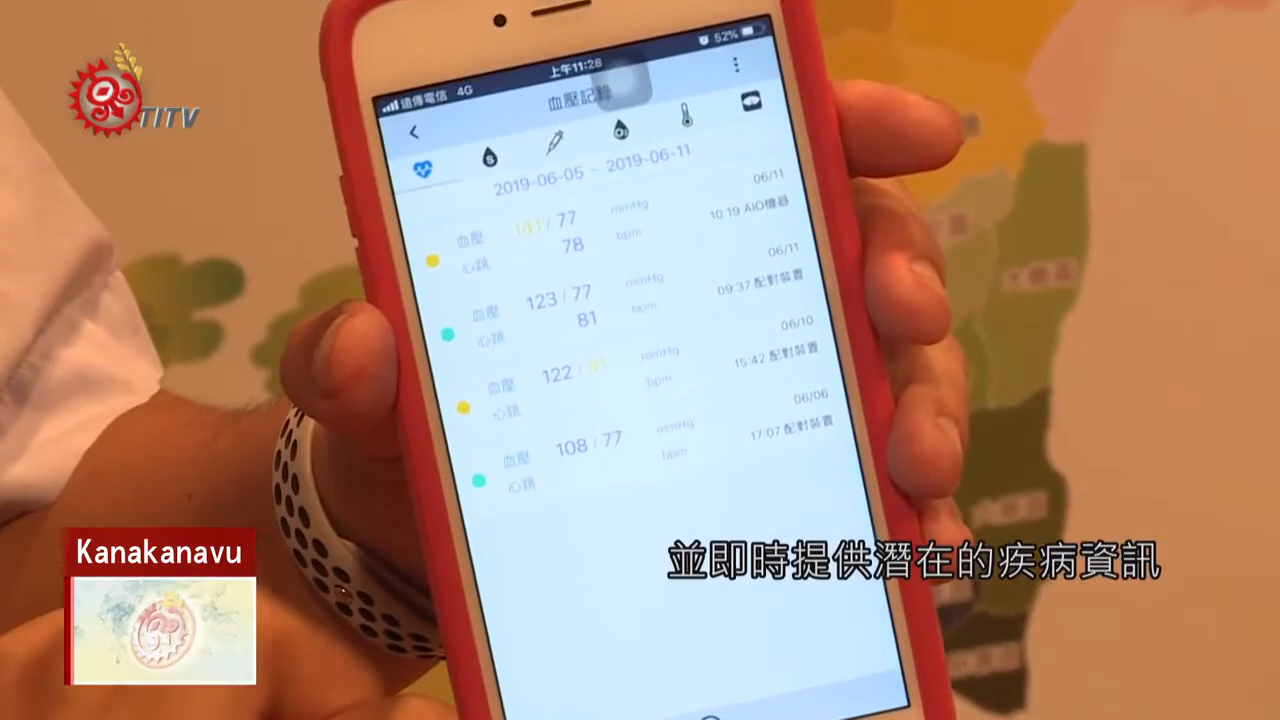 TITV
遠傳電信 4G
上午11:28
52%
血壓記錄
2019-06-05 ~ 2019-06-11
06/11
血壓 141 / 77 mmHg
10:19 AIO機器
心跳 78 bpm
06/11
血壓 123 / 77 mmHg
09:37 配對裝置
心跳 81 bpm
06/10
血壓 122 / 81 mmHg
15:42 配對裝置
心跳 bpm
06/06
血壓 108 / 77 mmHg
17:07 配對裝置
心跳 bpm
並即時提供潛在的疾病資訊
Kanakanavu